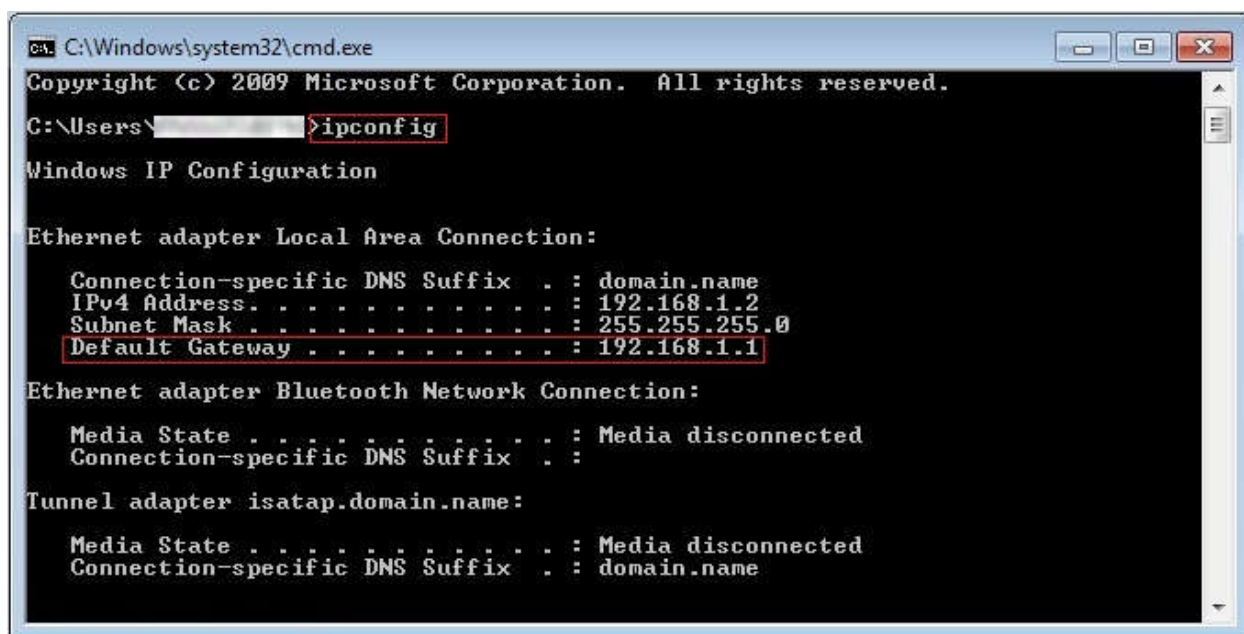 C:\Windows\system32\cmd.exe
Copyright (c) 2009 Microsoft Corporation.  All rights reserved.
C:\Users\ >ipconfig
Windows IP Configuration
Ethernet adapter Local Area Connection:
Connection-specific DNS Suffix  . : domain.name
IPv4 Address. . . . . . . . . . . : 192.168.1.2
Subnet Mask . . . . . . . . . . . : 255.255.255.0
Default Gateway . . . . . . . . . : 192.168.1.1
Ethernet adapter Bluetooth Network Connection:
Media State . . . . . . . . . . . : Media disconnected
Connection-specific DNS Suffix  . :
Tunnel adapter isatap.domain.name:
Media State . . . . . . . . . . . : Media disconnected
Connection-specific DNS Suffix  . : domain.name